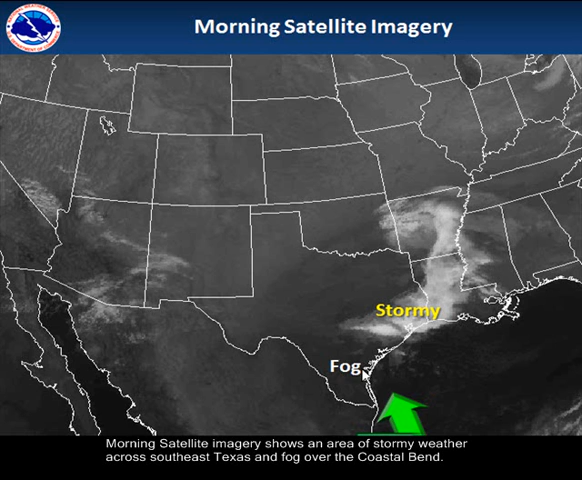 Morning Satellite Imagery
Stormy
Fog
Morning Satellite imagery shows an area of stormy weather
across southeast Texas and fog over the Coastal Bend.